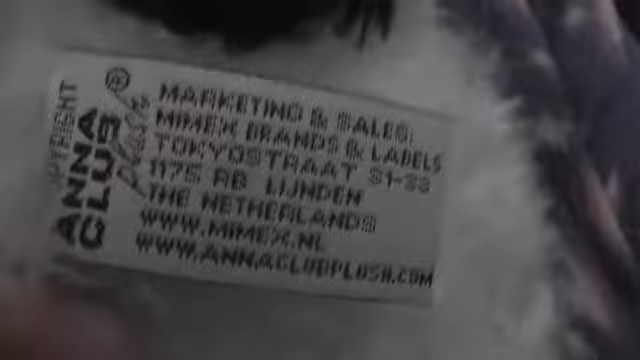 ANNA
CLUB
plush
®
MARKETING & SALES:
MIMEX BRANDS & LABELS
TOKYOSTRAAT 31-33
1175 RB LIJNDEN
THE NETHERLANDS
WWW.MIMEX.NL
WWW.ANNACLUBPLUSH.COM